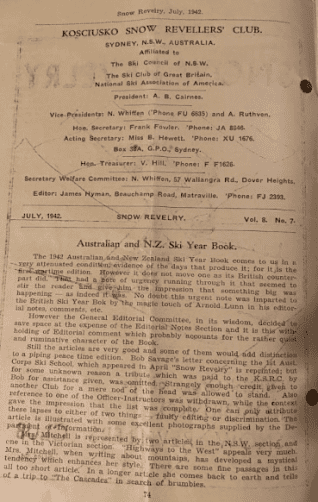 Snow Revelry, July, 1942.
KOSCIUSKO SNOW REVELLERS' CLUB.
SYDNEY, N.S.W., AUSTRALIA.
Affiliated to
The Ski Council of N.S.W.
The Ski Club of Great Britain.
National Ski Association of America.
President: A. B. Cairnes.
Vice-Presidents: N. Whiffen ('Phone FU 6635) and A. Ruthven.
Hon. Secretary: Frank Fowler. 'Phone: JA 8046.
Acting Secretary: Miss B. Hewett. 'Phone: XU 1676.
Box G.P.O., Sydney.
Hon. Treasurer: V. Hill. 'Phone: F
Secretary Welfare Committee: N. Whiffen, 57 Wallangra Rd., Dover Heights.
Editor: James Hyman, Beauchamp Road, Matraville. 'Phone: FJ 2393.
JULY, 1942. SNOW REVELRY. Vol. 8. No. 7.
Australian and N.Z. Ski Year Book.
The 1942 Australian and New Zealand Ski Year Book comes to us in a
very attenuated condition, evidence of the days that produce it; for it is the
first wartime edition. However it does not move one as its British counter-
part did. That had a note of urgency running through it that seemed to
stir the reader and give him the impression that something big was
happening — as indeed it was. No doubt this urgent note was imparted to
the British Ski Year Book by the magic touch of Arnold Lunn in his editor-
ial notes, comments, etc.
However the General Editorial Committee, in its wisdom, decided to
save space at the expense of the Editorial Notes Section and it is this with-
holding of Editorial comment which probably accounts for the rather quiet
and ruminative character of the Book.
Still the articles are very good and some of them would add distinction
to a piping peace time edition. Bob Savage's letter concerning the 1st Aust.
Corps Ski School, which appeared in April "Snow Revelry" is reprinted; but
for some unknown reason a tribute which was paid to the K.S.R.C. by
Bob for assistance given, was omitted. Strangely enough credit given to
another Club for a mere roof of the head was allowed to stand. Also
reference to one of the Officer-Instructors was withdrawn, while the context
gave the impression that the list was complete. One can only attribute
these lapses to either of two things — faulty editing or discrimination. The
article is illustrated with some excellent photographs supplied by the De-
partment of Information.
Mitchell is represented by two articles, in the N.S.W. section and
one in the Victorian section. "Highways to the West" appeals very much.
Mrs. Mitchell, when writing about mountains, has developed a mystical
tendency which enhances her style. There are some fine passages in this
all too short article. In a longer article she comes back to earth and tells
of a trip to "The Cascades" in search of brumbies.
74